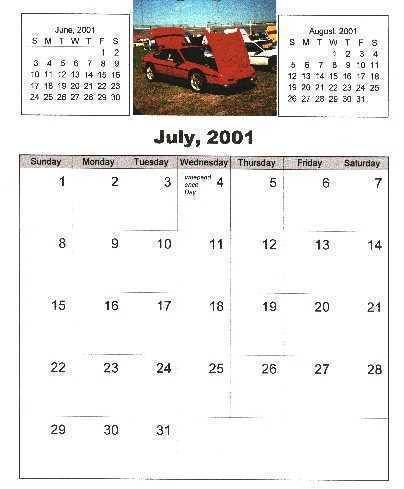 June, 2001
S M T W T F S
1 2
3 4 5 6 7 8 9
10 11 12 13 14 15 16
17 18 19 20 21 22 23
24 25 26 27 28 29 30
August, 2001
S M T W T F S
1 2 3 4
5 6 7 8 9 10 11
12 13 14 15 16 17 18
19 20 21 22 23 24 25
26 27 28 29 30 31
July, 2001
Sunday Monday Tuesday Wednesday Thursday Friday Saturday
1 2 3 4 5 6 7
Independ
ence
Day
8 9 10 11 12 13 14
15 16 17 18 19 20 21
22 23 24 25 26 27 28
29 30 31